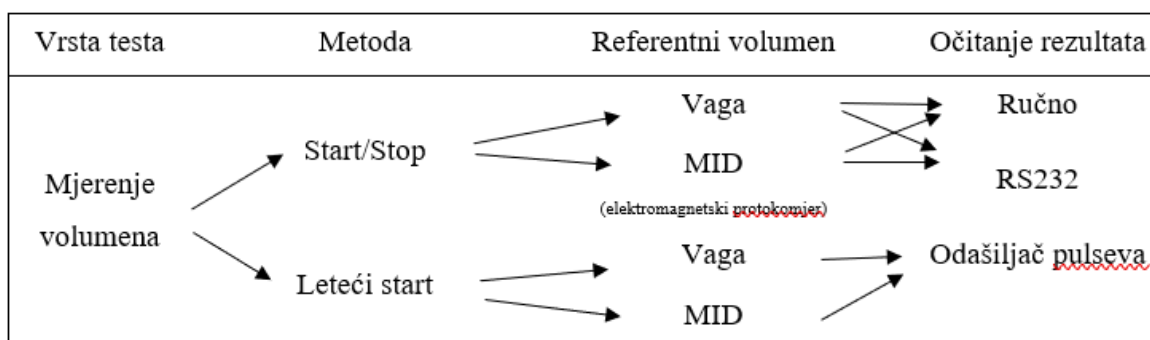 Vrsta testa Metoda Referentni volumen Očitanje rezultata
Vaga Ručno
Start/Stop MID RS232
Mjerenje
volumena
(elektromagnetski protokomjer)
Vaga Odašiljač pulseva
Leteći start
MID